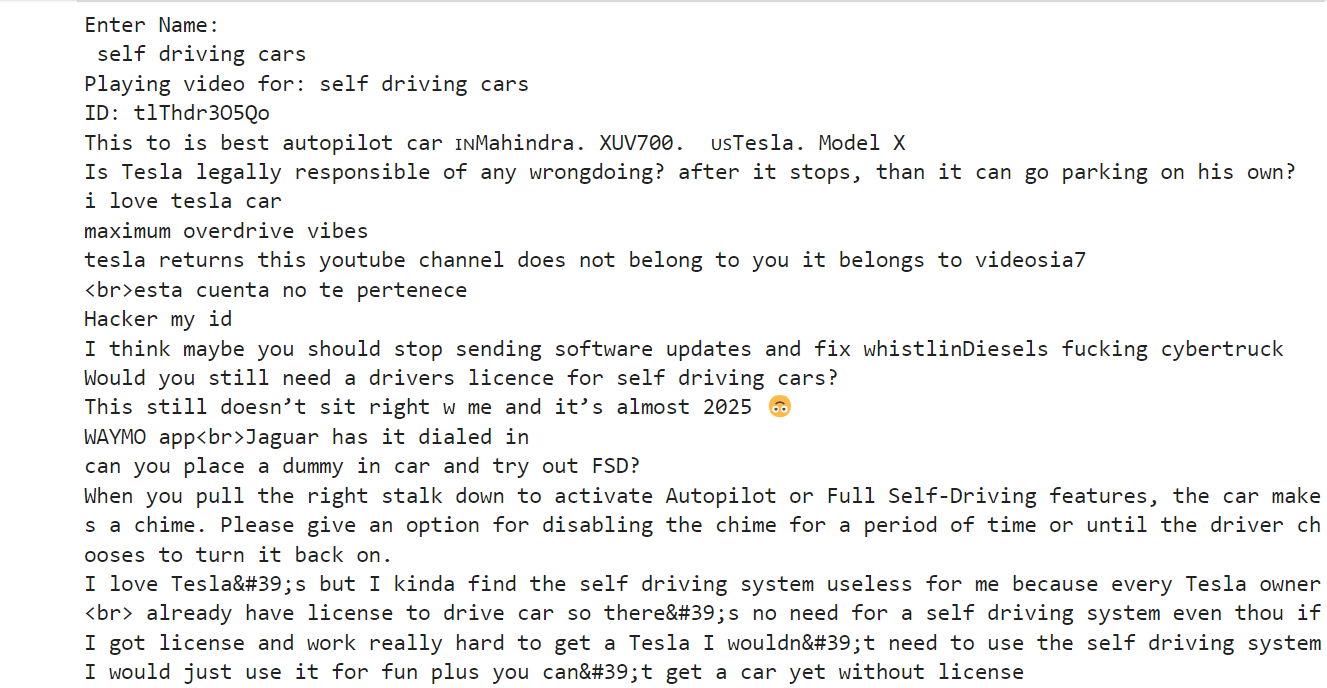 Enter Name:
 self driving cars
Playing video for: self driving cars
ID: tlThdr3O5Qo
This to is best autopilot car 🇮🇳Mahindra. XUV700.  🇺🇸Tesla. Model X
Is Tesla legally responsible of any wrongdoing? after it stops, than it can go parking on his own?
i love tesla car
maximum overdrive vibes
tesla returns this youtube channel does not belong to you it belongs to videosia7
<br>esta cuenta no te pertenece
Hacker my id
I think maybe you should stop sending software updates and fix whistlinDiesels fucking cybertruck
Would you still need a drivers licence for self driving cars?
This still doesn’t sit right w me and it’s almost 2025 🙃
WAYMO app<br>Jaguar has it dialed in
can you place a dummy in car and try out FSD?
When you pull the right stalk down to activate Autopilot or Full Self-Driving features, the car make
s a chime. Please give an option for disabling the chime for a period of time or until the driver ch
ooses to turn it back on.
I love Tesla&#39;s but I kinda find the self driving system useless for me because every Tesla owner
<br> already have license to drive car so there&#39;s no need for a self driving system even thou if
I got license and work really hard to get a Tesla I wouldn&#39;t need to use the self driving system
I would just use it for fun plus you can&#39;t get a car yet without license